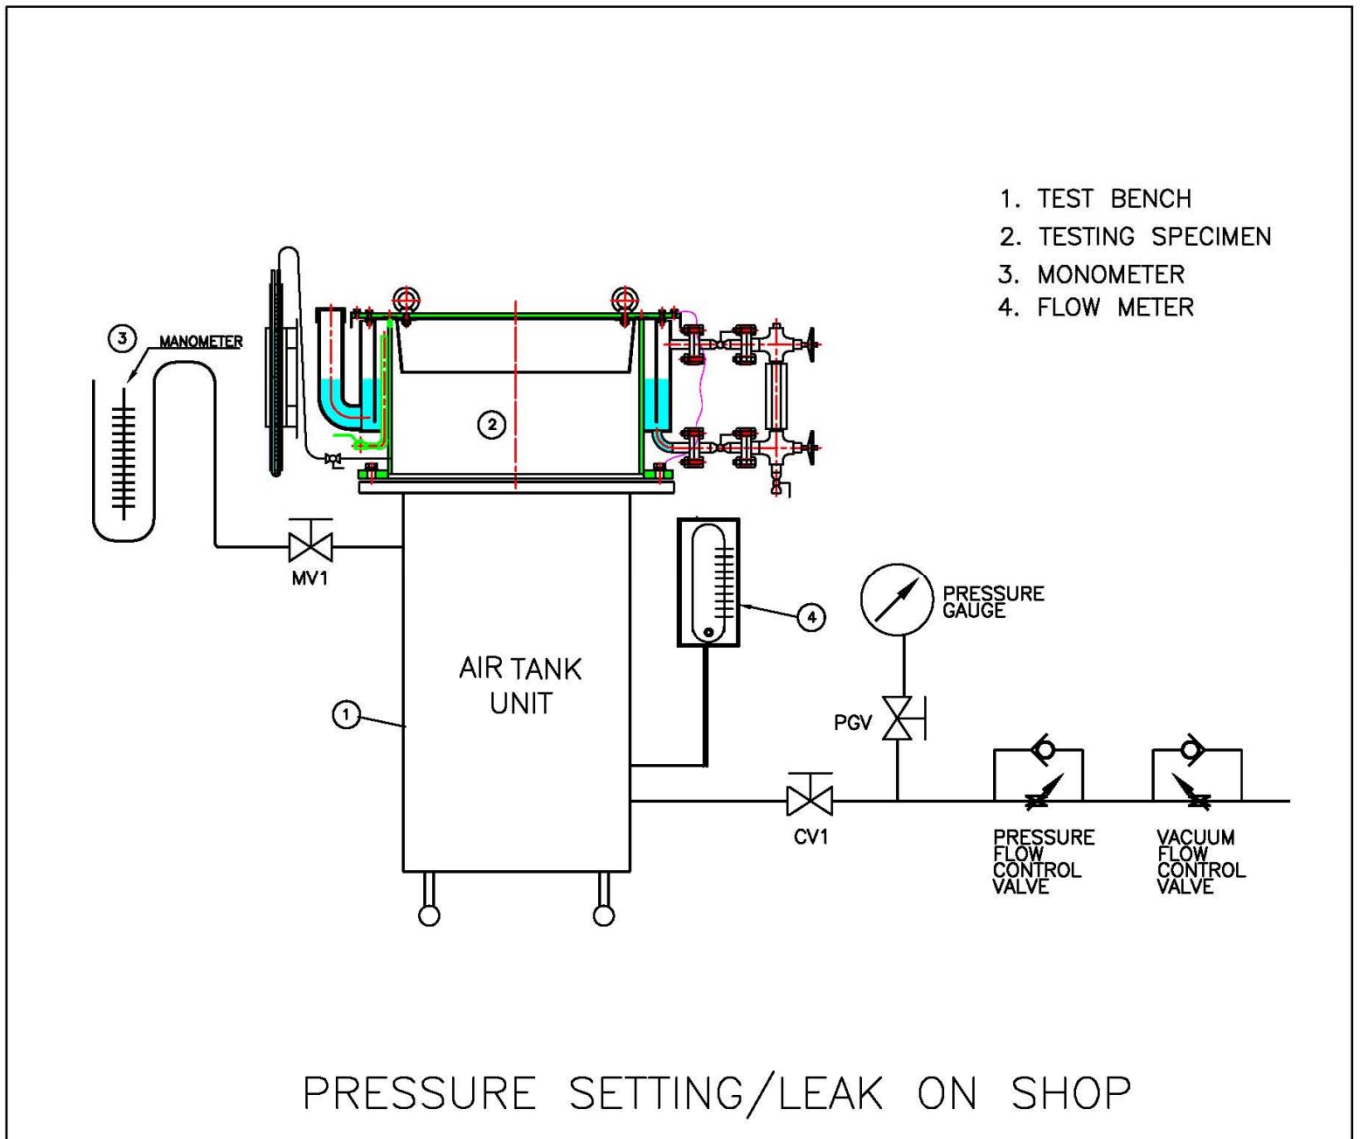 1. TEST BENCH
2. TESTING SPECIMEN
3. MONOMETER
4. FLOW METER
3
MANOMETER
2
MV1
4
PRESSURE
GAUGE
AIR TANK
UNIT
1
PGV
CV1
PRESSURE
FLOW
CONTROL
VALVE
VACUUM
FLOW
CONTROL
VALVE
PRESSURE SETTING/LEAK ON SHOP